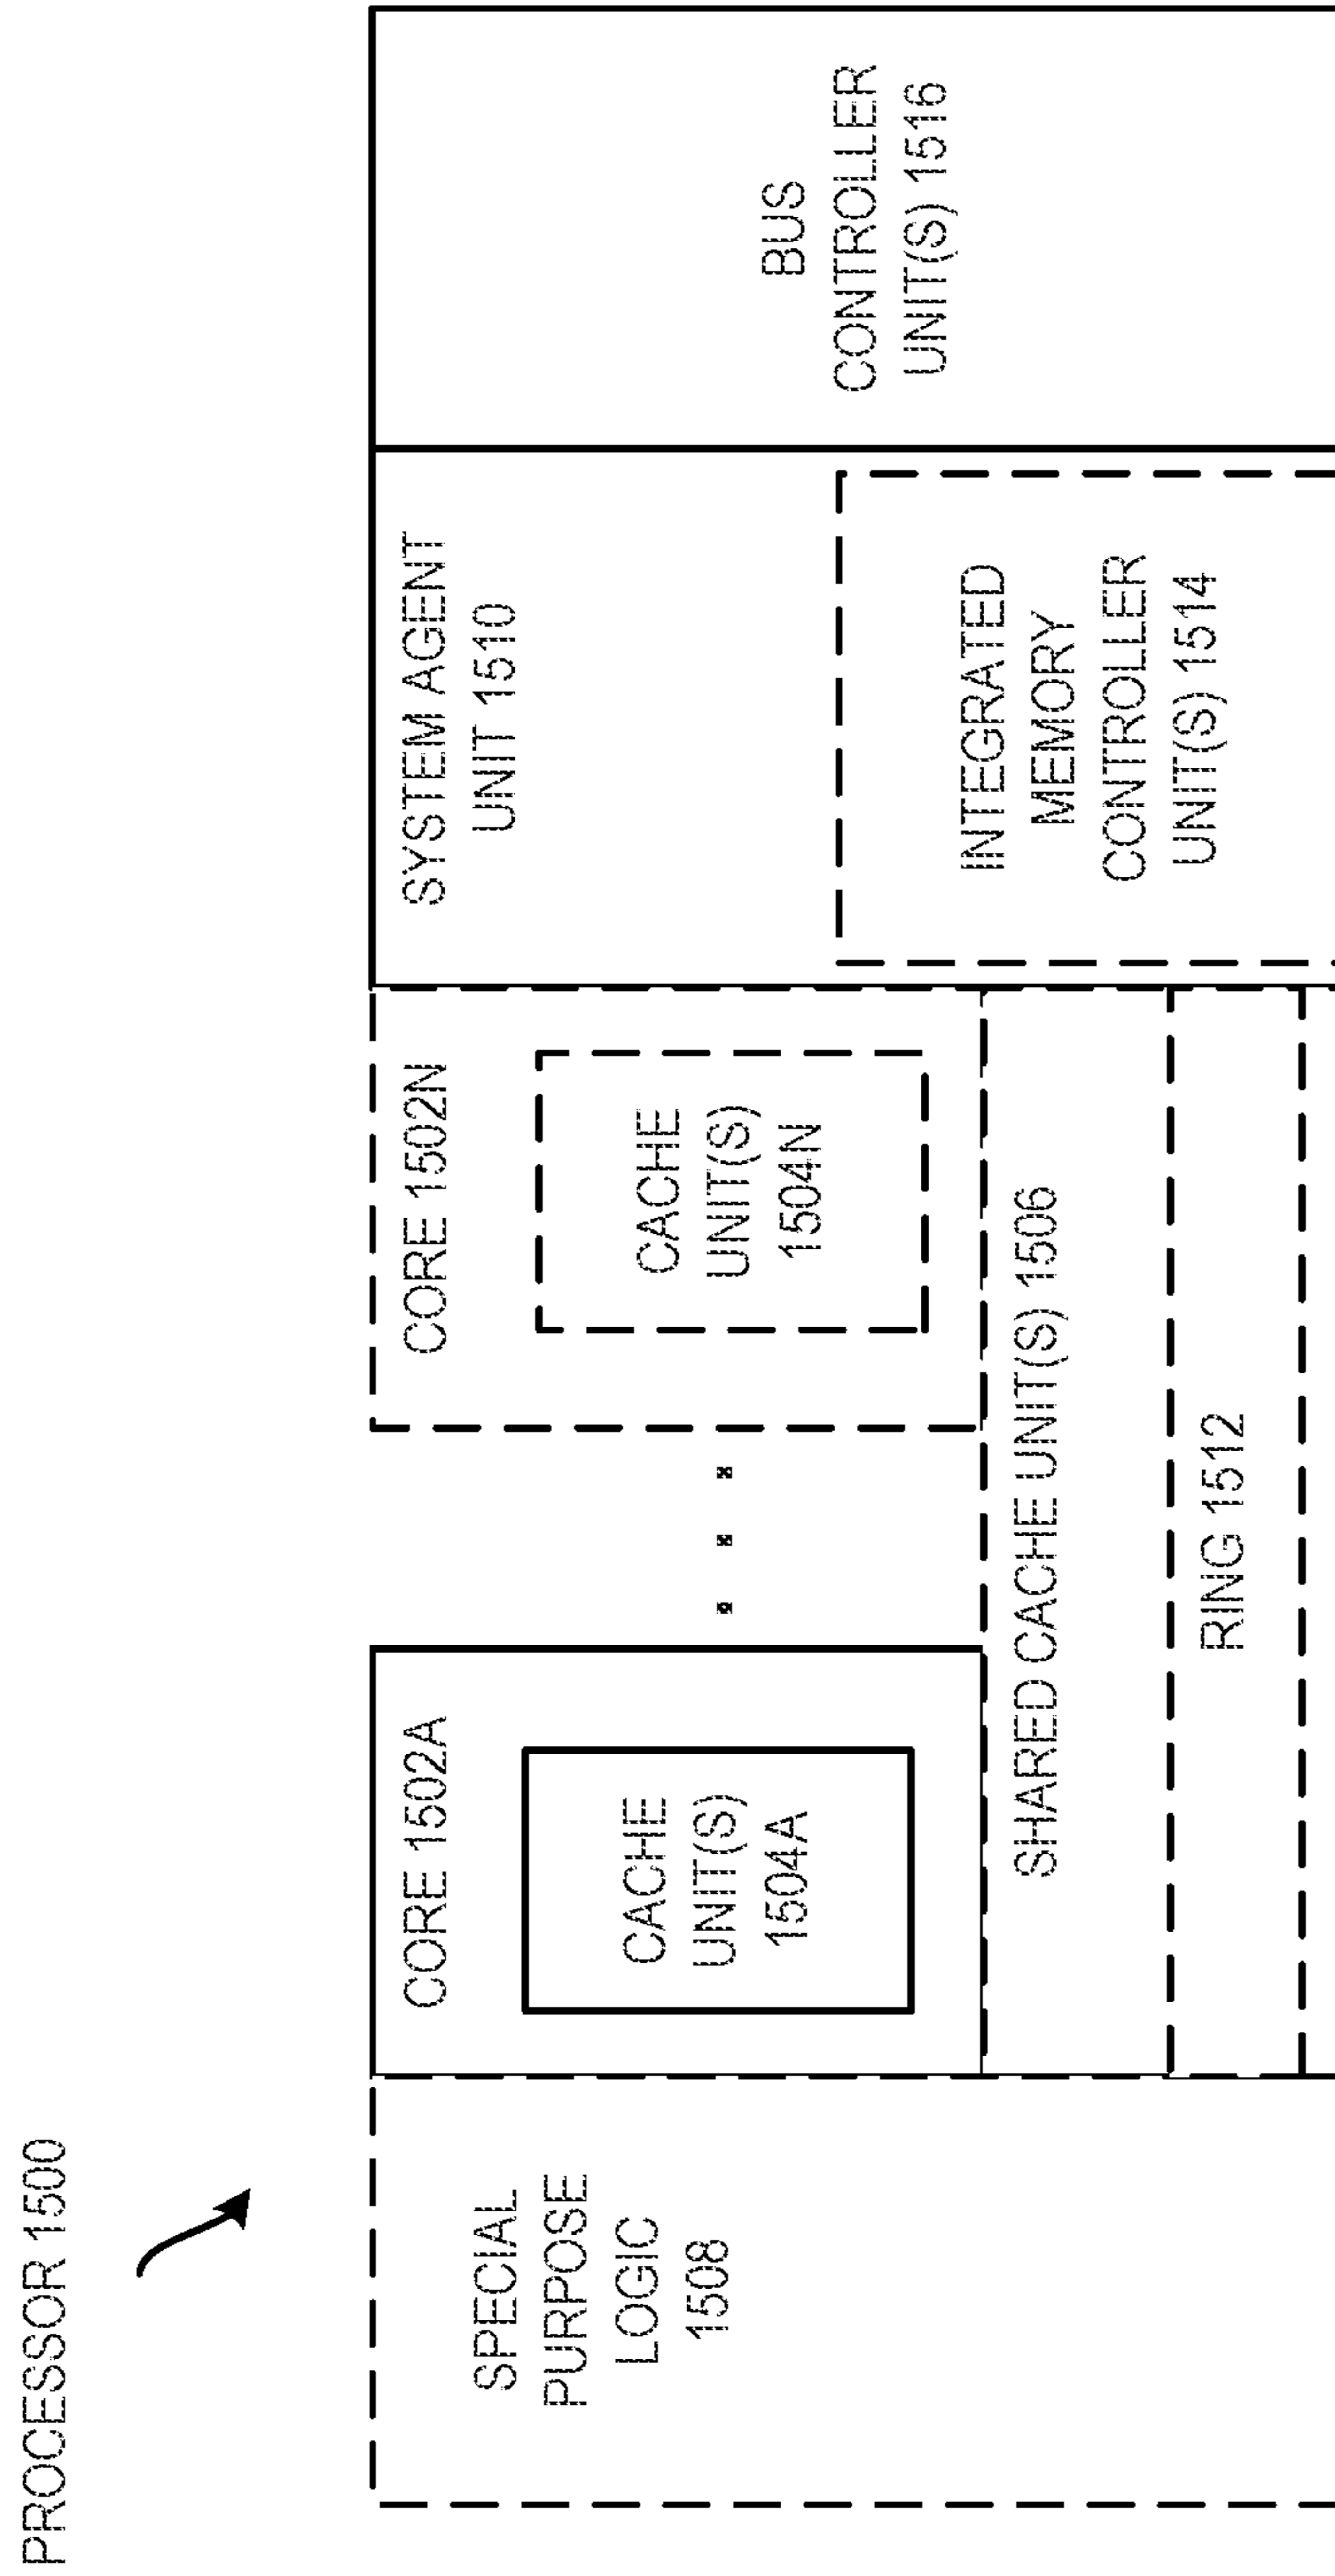 PROCESSOR 1500
SPECIAL
PURPOSE
LOGIC
1508
CORE 1502A
CACHE
UNIT(S)
1504A
CORE 1502N
CACHE
UNIT(S)
1504N
SHARED CACHE UNIT(S) 1506
RING 1512
SYSTEM AGENT
UNIT 1510
INTEGRATED
MEMORY
CONTROLLER
UNIT(S) 1514
BUS
CONTROLLER
UNIT(S) 1516